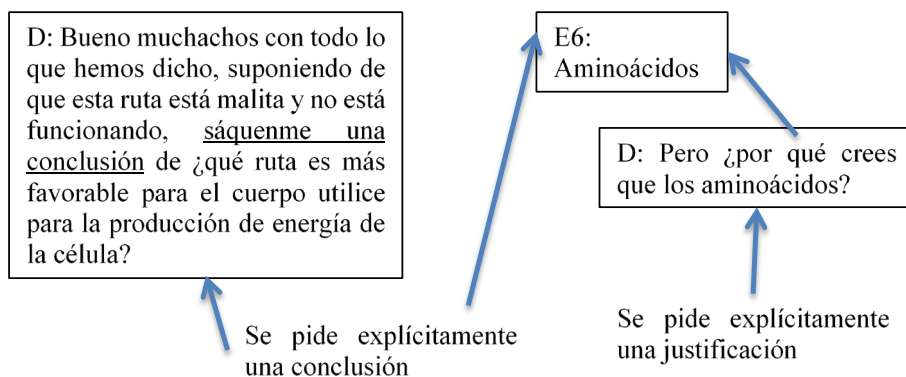 D: Bueno muchachos con todo lo
que hemos dicho, suponiendo de
que esta ruta está malita y no está
funcionando, sáquenme una
conclusión de ¿qué ruta es más
favorable para el cuerpo utilice
para la producción de energía de
la célula?
E6:
Aminoácidos
D: Pero ¿por qué crees
que los aminoácidos?
Se pide explícitamente
una conclusión
Se pide explícitamente
una justificación